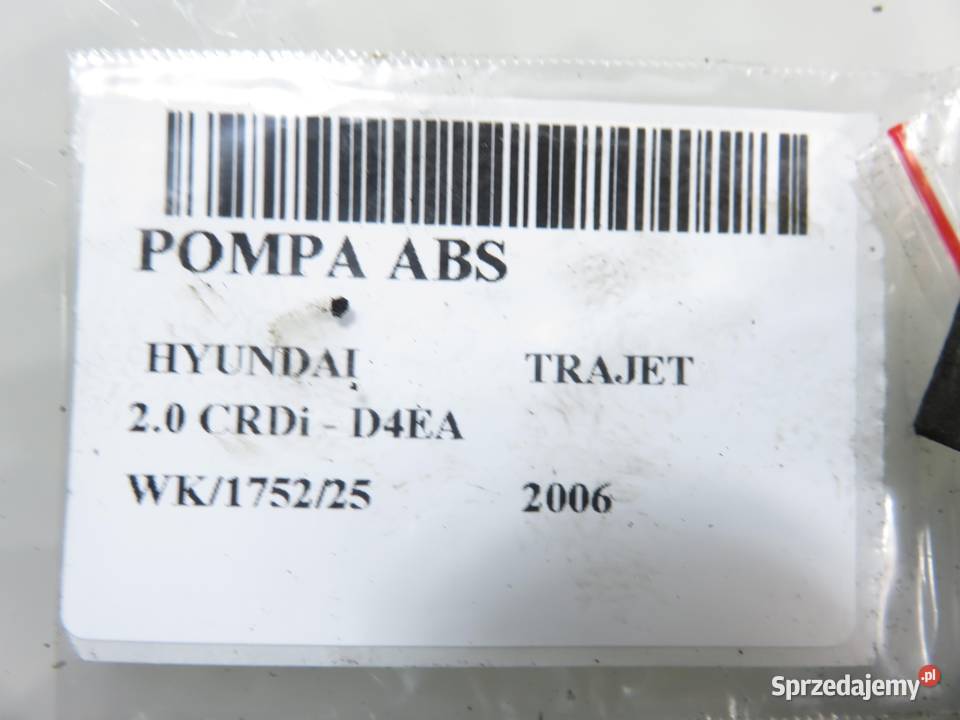 POMPA ABS
HYUNDAI TRAJET
2.0 CRDi - D4EA
WK/1752/25 2006
Sprzedajemy.pl